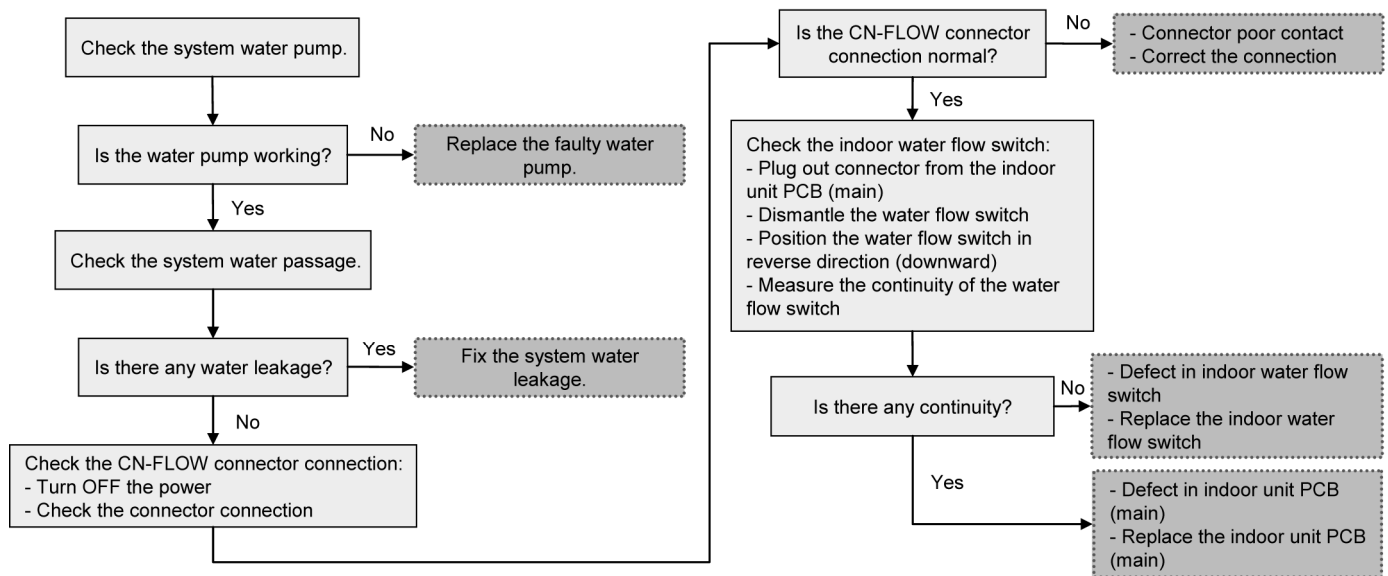 Check the system water pump.
Is the water pump working?
No
Replace the faulty water
pump.
Yes
Check the system water passage.
Is there any water leakage?
Yes
Fix the system water
leakage.
No
Check the CN-FLOW connector connection:
- Turn OFF the power
- Check the connector connection
Is the CN-FLOW connector
connection normal?
No
- Connector poor contact
- Correct the connection
Yes
Check the indoor water flow switch:
- Plug out connector from the indoor
unit PCB (main)
- Dismantle the water flow switch
- Position the water flow switch in
reverse direction (downward)
- Measure the continuity of the water
flow switch
Is there any continuity?
No
- Defect in indoor water flow
switch
- Replace the indoor water
flow switch
Yes
- Defect in indoor unit PCB
(main)
- Replace the indoor unit PCB
(main)